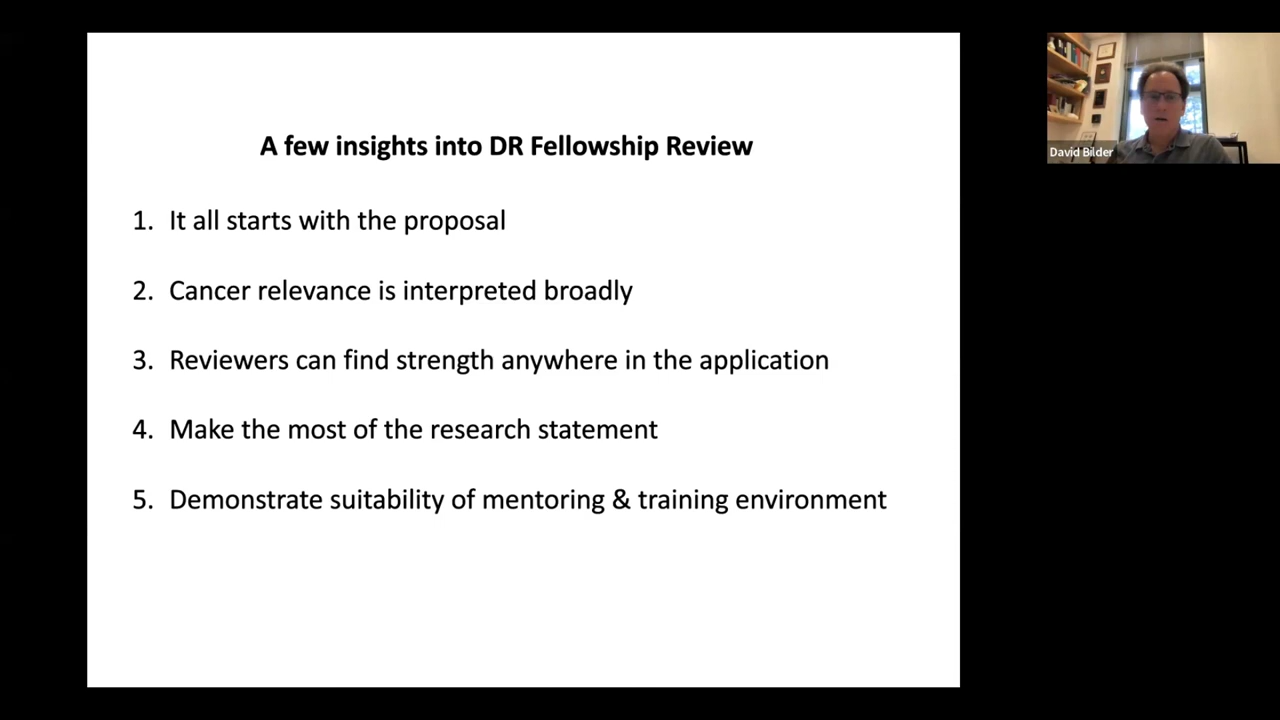 A few insights into DR Fellowship Review
1. It all starts with the proposal
2. Cancer relevance is interpreted broadly
3. Reviewers can find strength anywhere in the application
4. Make the most of the research statement
5. Demonstrate suitability of mentoring & training environment
David Bilder